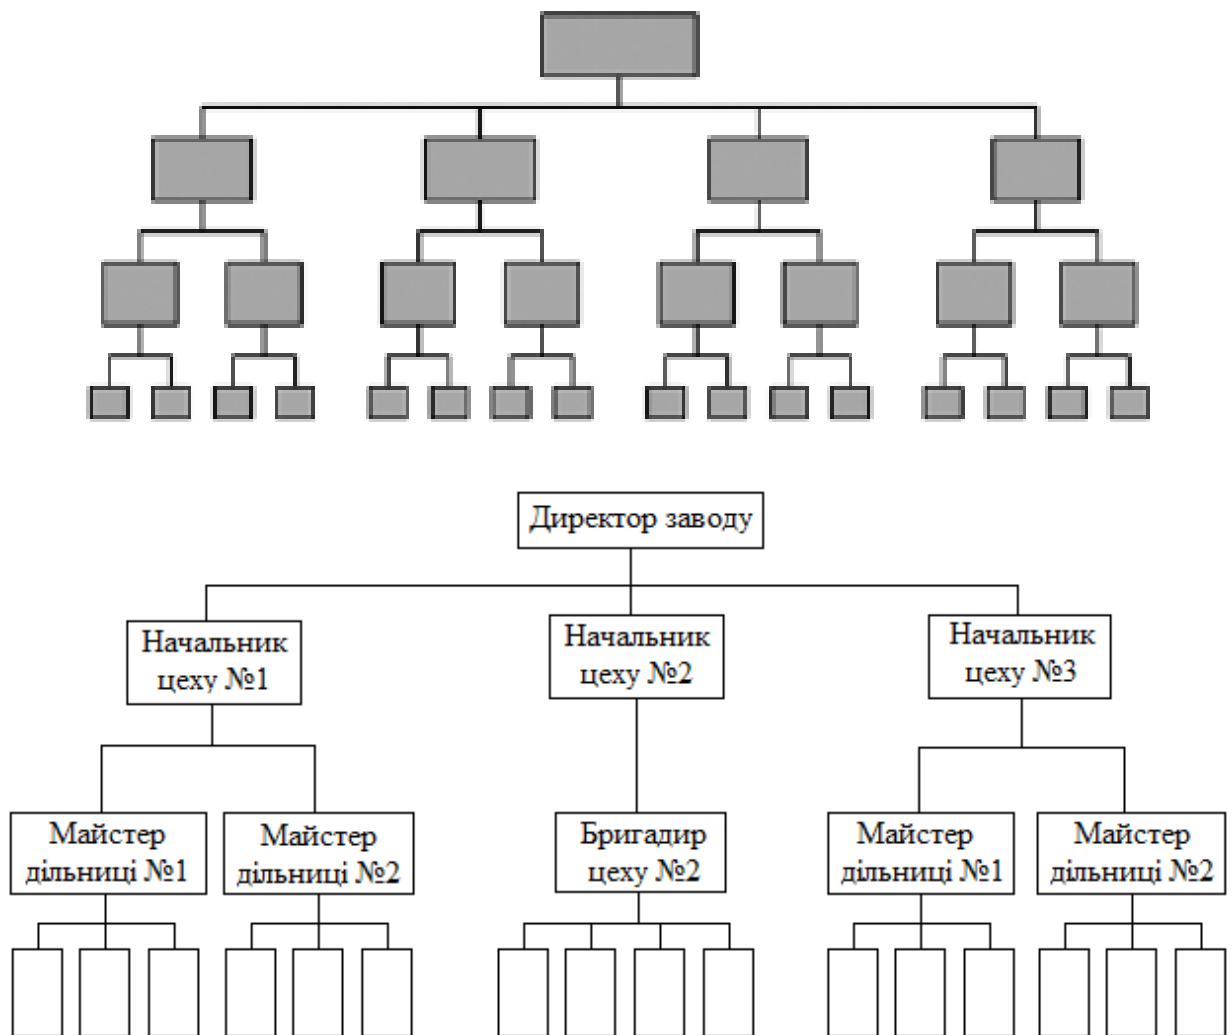 Директор заводу
Начальник
цеху №1
Начальник
цеху №2
Начальник
цеху №3
Майстер
дільниці №1
Майстер
дільниці №2
Бригадир
цеху №2
Майстер
дільниці №1
Майстер
дільниці №2